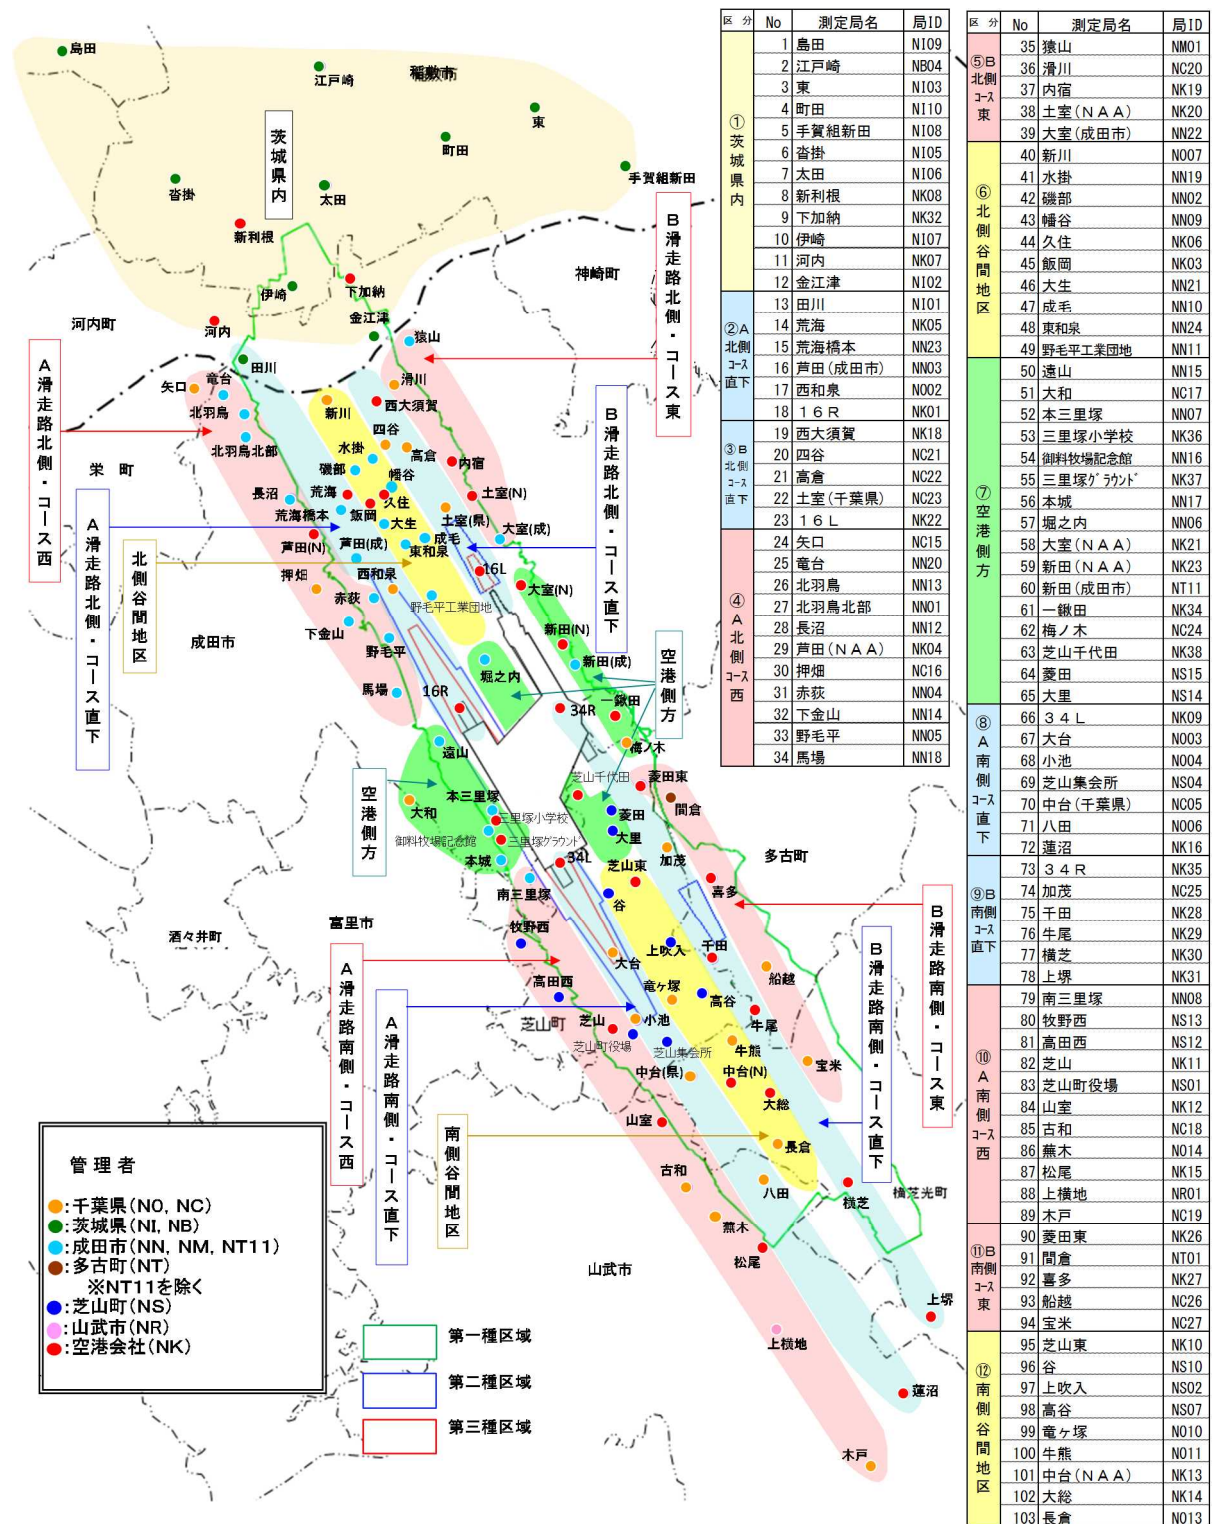 島田
江戸崎
稲敷市
東
町田
手賀組新田
沓掛
太田
茨城県内
新利根
伊崎
下加納
金江津
神崎町
河内町
河内
猿山
田川
竜台
矢口
北羽鳥
北羽鳥北部
滑川
西大須賀
新川
四谷
高倉
水掛
磯部
幡谷
内宿
栄町
長沼
荒海
久住
土室(N)
荒海橋本
飯岡
大生
土室(県)
大室(成)
芦田(N)
芦田(成)
東和泉
成毛
西和泉
16L
押畑
赤荻
野毛平工業団地
大室(N)
下金山
野毛平
成田市
新田(N)
新田(成)
堀之内
馬場
16R
34R
一鍬田
遠山
梅ノ木
芝山千代田
菱田東
間倉
大和
本三里塚
三里塚小学校
御料牧場記念館
三里塚グラウンド
本城
菱田
大里
加茂
多古町
34L
芝山東
南三里塚
谷
喜多
富里市
酒々井町
牧野西
上吹入
千田
大台
船越
高田西
竜ヶ塚
高谷
芝山町
芝山
小池
牛尾
芝山町役場
芝山集会所
牛熊
宝米
中台(県)
中台(N)
大総
山室
長倉
古和
八田
横芝
横芝光町
蕪木
松尾
山武市
上堺
上横地
蓮沼
木戸
A滑走路北側・コース西
A滑走路北側・コース直下
北側谷間地区
B滑走路北側・コース東
B滑走路北側・コース直下
空港側方
空港側方
A滑走路南側・コース西
A滑走路南側・コース直下
南側谷間地区
B滑走路南側・コース直下
B滑走路南側・コース東
管理者
:千葉県(NO, NC)
:茨城県(NI, NB)
:成田市(NN, NM, NT11)
:多古町(NT)
※NT11を除く
:芝山町(NS)
:山武市(NR)
:空港会社(NK)
第一種区域
第二種区域
第三種区域
区分 No 測定局名 局ID
①茨城県内
1 島田 NI09
2 江戸崎 NB04
3 東 NI03
4 町田 NI10
5 手賀組新田 NI08
6 沓掛 NI05
7 太田 NI06
8 新利根 NK08
9 下加納 NK32
10 伊崎 NI07
11 河内 NK07
12 金江津 NI02
②A北側コース直下
13 田川 NI01
14 荒海 NK05
15 荒海橋本 NN23
16 芦田(成田市) NN03
17 西和泉 NO02
18 16R NK01
③B北側コース直下
19 西大須賀 NK18
20 四谷 NC21
21 高倉 NC22
22 土室(千葉県) NC23
23 16L NK22
④A北側コース西
24 矢口 NC15
25 竜台 NN20
26 北羽鳥 NN13
27 北羽鳥北部 NN01
28 長沼 NN12
29 芦田(NAA) NK04
30 押畑 NC16
31 赤荻 NN04
32 下金山 NN14
33 野毛平 NN05
34 馬場 NN18
区分 No 測定局名 局ID
⑤B北側コース東
35 猿山 NM01
36 滑川 NC20
37 内宿 NK19
38 土室(NAA) NK20
39 大室(成田市) NN22
⑥北側谷間地区
40 新川 NO07
41 水掛 NN19
42 磯部 NN02
43 幡谷 NN09
44 久住 NK06
45 飯岡 NK03
46 大生 NN21
47 成毛 NN10
48 東和泉 NN24
49 野毛平工業団地 NN11
⑦空港側方
50 遠山 NN15
51 大和 NC17
52 本三里塚 NN07
53 三里塚小学校 NK36
54 御料牧場記念館 NN16
55 三里塚グラウンド NK37
56 本城 NN17
57 堀之内 NN06
58 大室(NAA) NK21
59 新田(NAA) NK23
60 新田(成田市) NT11
61 一鍬田 NK34
62 梅ノ木 NC24
63 芝山千代田 NK38
64 菱田 NS15
65 大里 NS14
⑧A南側コース直下
66 34L NK09
67 大台 NO03
68 小池 NO04
69 芝山集会所 NS04
70 中台(千葉県) NC05
71 八田 NO06
72 蓮沼 NK16
⑨B南側コース直下
73 34R NK35
74 加茂 NC25
75 千田 NK28
76 牛尾 NK29
77 横芝 NK30
78 上堺 NK31
⑩A南側コース西
79 南三里塚 NN08
80 牧野西 NS13
81 高田西 NS12
82 芝山 NK11
83 芝山町役場 NS01
84 山室 NK12
85 古和 NC18
86 蕪木 NO14
87 松尾 NK15
88 上横地 NR01
89 木戸 NC19
⑪B南側コース東
90 菱田東 NK26
91 間倉 NT01
92 喜多 NK27
93 船越 NC26
94 宝米 NC27
⑫南側谷間地区
95 芝山東 NK10
96 谷 NS10
97 上吹入 NS02
98 高谷 NS07
99 竜ヶ塚 NO10
100 牛熊 NO11
101 中台(NAA) NK13
102 大総 NK14
103 長倉 NO13